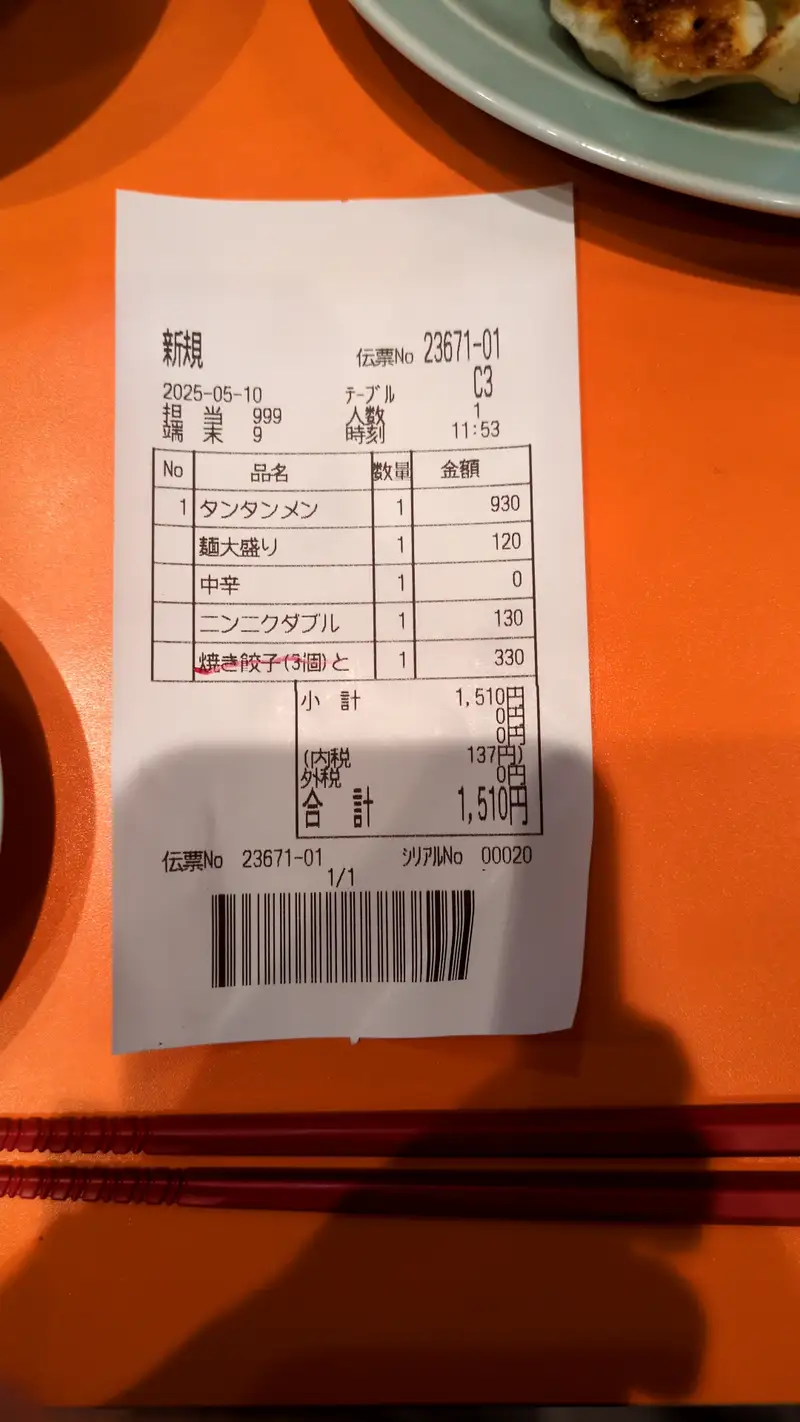 新規 伝票No 23671-01
2025-05-10 テーブル C3
担当 999 人数 1
端末 9 時刻 11:53
No 品名 数量 金額
1 タンタンメン 1 930
麺大盛り 1 120
中辛 1 0
ニンニクダブル 1 130
焼き餃子(3個)と 1 330
小計 1,510円
0円
0円
(内税 137円)
外税 0円
合計 1,510円
伝票No 23671-01 シリアルNo 00020
1/1